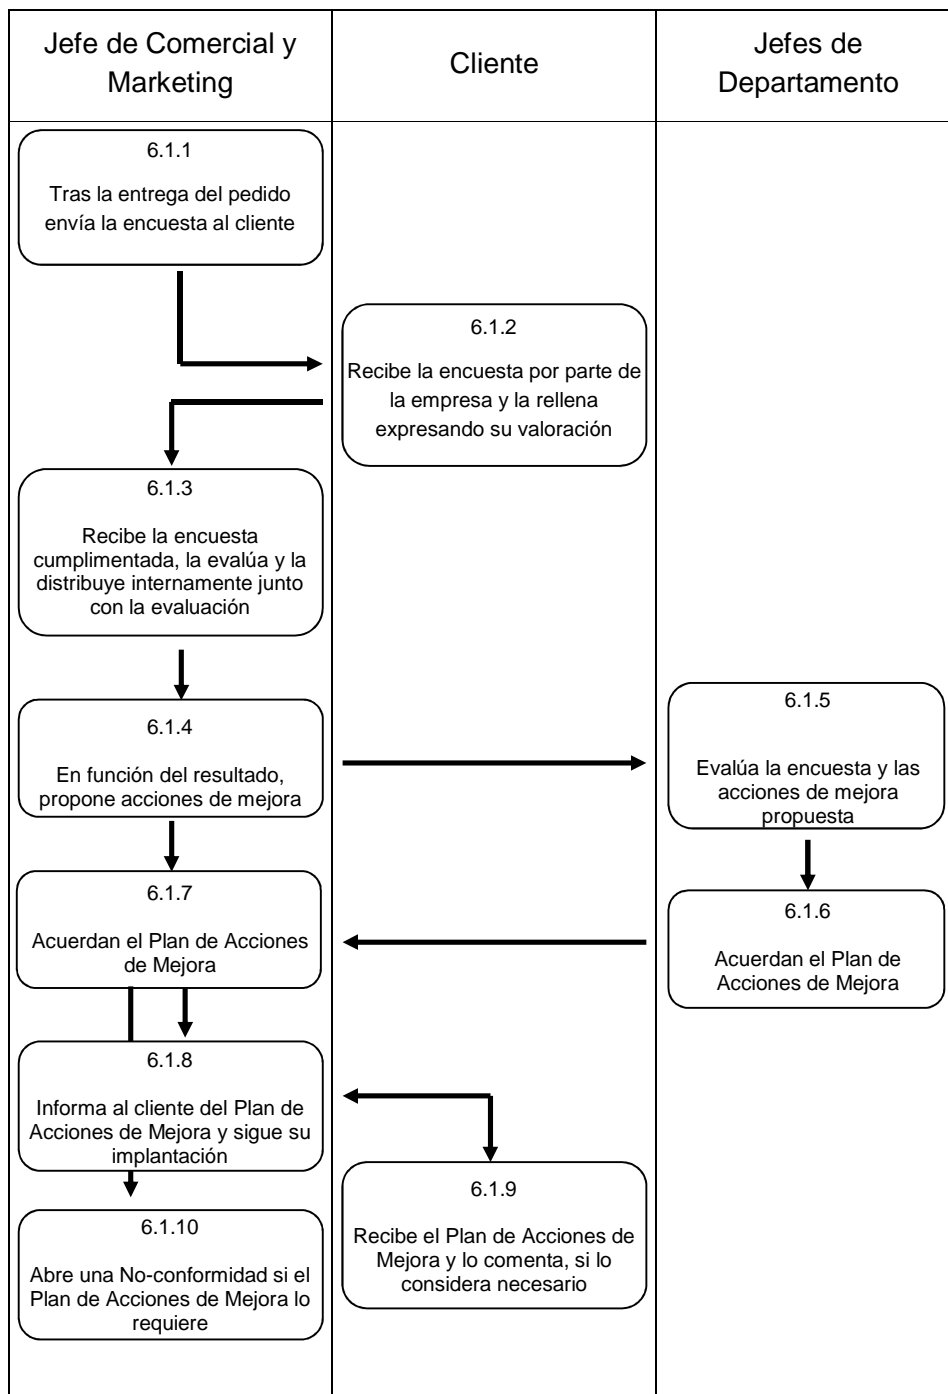 Jefe de Comercial y
Marketing
Cliente
Jefes de
Departamento
6.1.1
Tras la entrega del pedido
envía la encuesta al cliente
6.1.2
Recibe la encuesta por parte de
la empresa y la rellena
expresando su valoración
6.1.3
Recibe la encuesta
cumplimentada, la evalúa y la
distribuye internamente junto
con la evaluación
6.1.4
En función del resultado,
propone acciones de mejora
6.1.5
Evalúa la encuesta y las
acciones de mejora
propuesta
6.1.6
Acuerdan el Plan de
Acciones de Mejora
6.1.7
Acuerdan el Plan de Acciones
de Mejora
6.1.8
Informa al cliente del Plan de
Acciones de Mejora y sigue su
implantación
6.1.9
Recibe el Plan de Acciones de
Mejora y lo comenta, si lo
considera necesario
6.1.10
Abre una No-conformidad si el
Plan de Acciones de Mejora lo
requiere